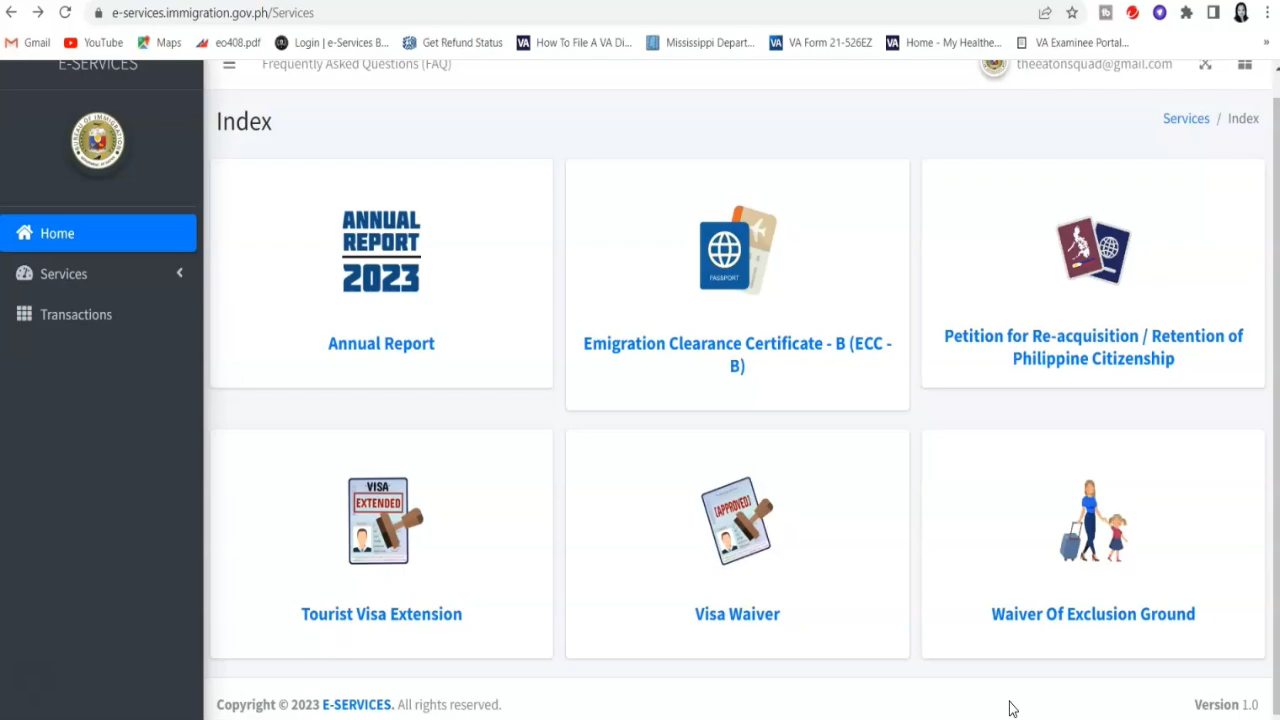 e-services.immigration.gov.ph/Services
Gmail
YouTube
Maps
eo408.pdf
Login | e-Services B...
Get Refund Status
How To File A VA Di...
Mississippi Depart...
VA Form 21-526EZ
Home - My Healthe...
VA Examinee Portal...
»
E-SERVICES
Frequently Asked Questions (FAQ)
theeatonsquad@gmail.com
Index
Services / Index
Home
Services
Transactions
ANNUAL
REPORT
2023
Annual Report
PASSPORT
Emigration Clearance Certificate - B (ECC -
B)
Petition for Re-acquisition / Retention of
Philippine Citizenship
VISA
EXTENDED
Tourist Visa Extension
[APPROVED]
Visa Waiver
Waiver Of Exclusion Ground
Copyright © 2023 E-SERVICES. All rights reserved.
Version 1.0